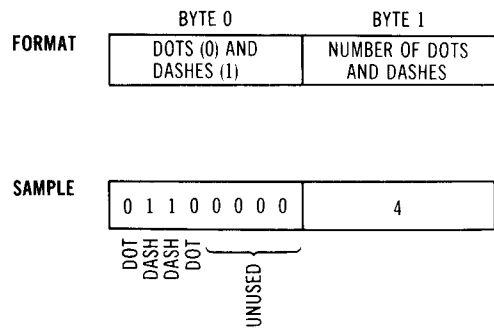 BYTE 0 BYTE 1
FORMAT DOTS (0) AND DASHES (1) NUMBER OF DOTS AND DASHES
SAMPLE 0 1 1 0 0 0 0 0 4
DOT DASH DASH DOT UNUSED